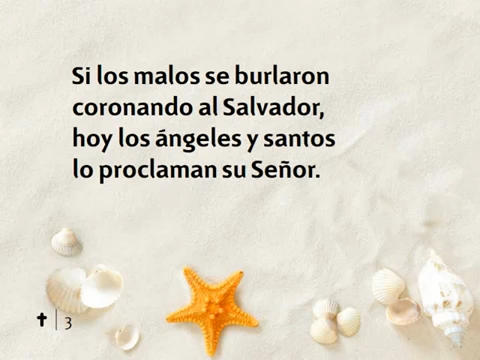 Si los malos se burlaron
coronando al Salvador,
hoy los ángeles y santos
lo proclaman su Señor.
3